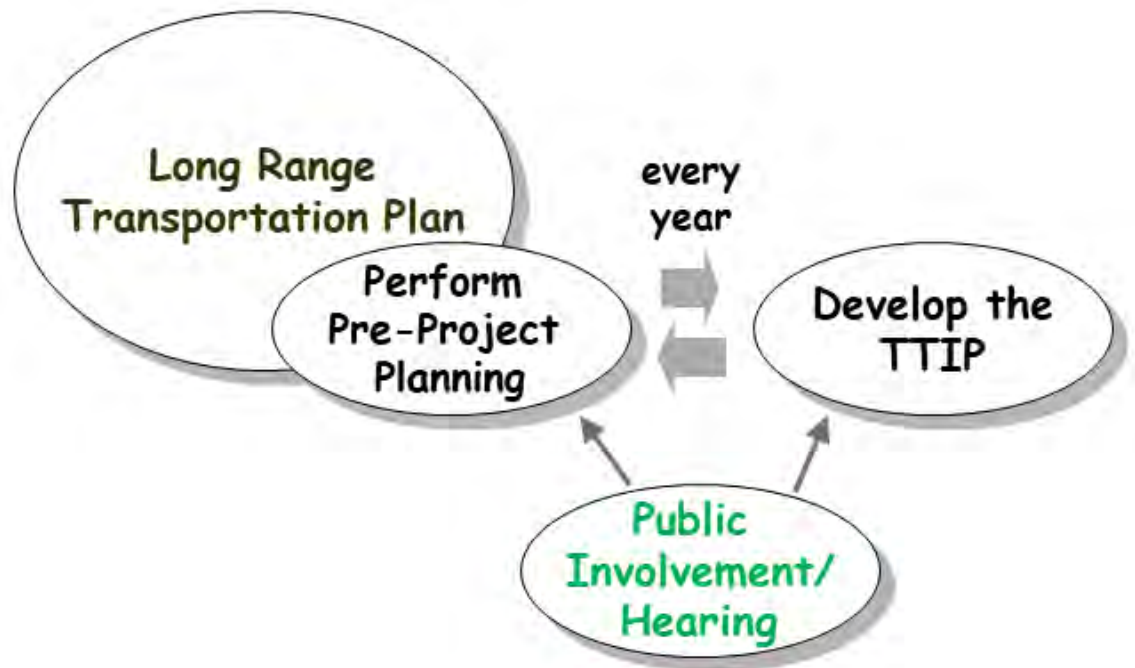 Long Range
Transportation Plan
every
year
Perform
Pre-Project
Planning
Develop the
TTIP
Public
Involvement/
Hearing